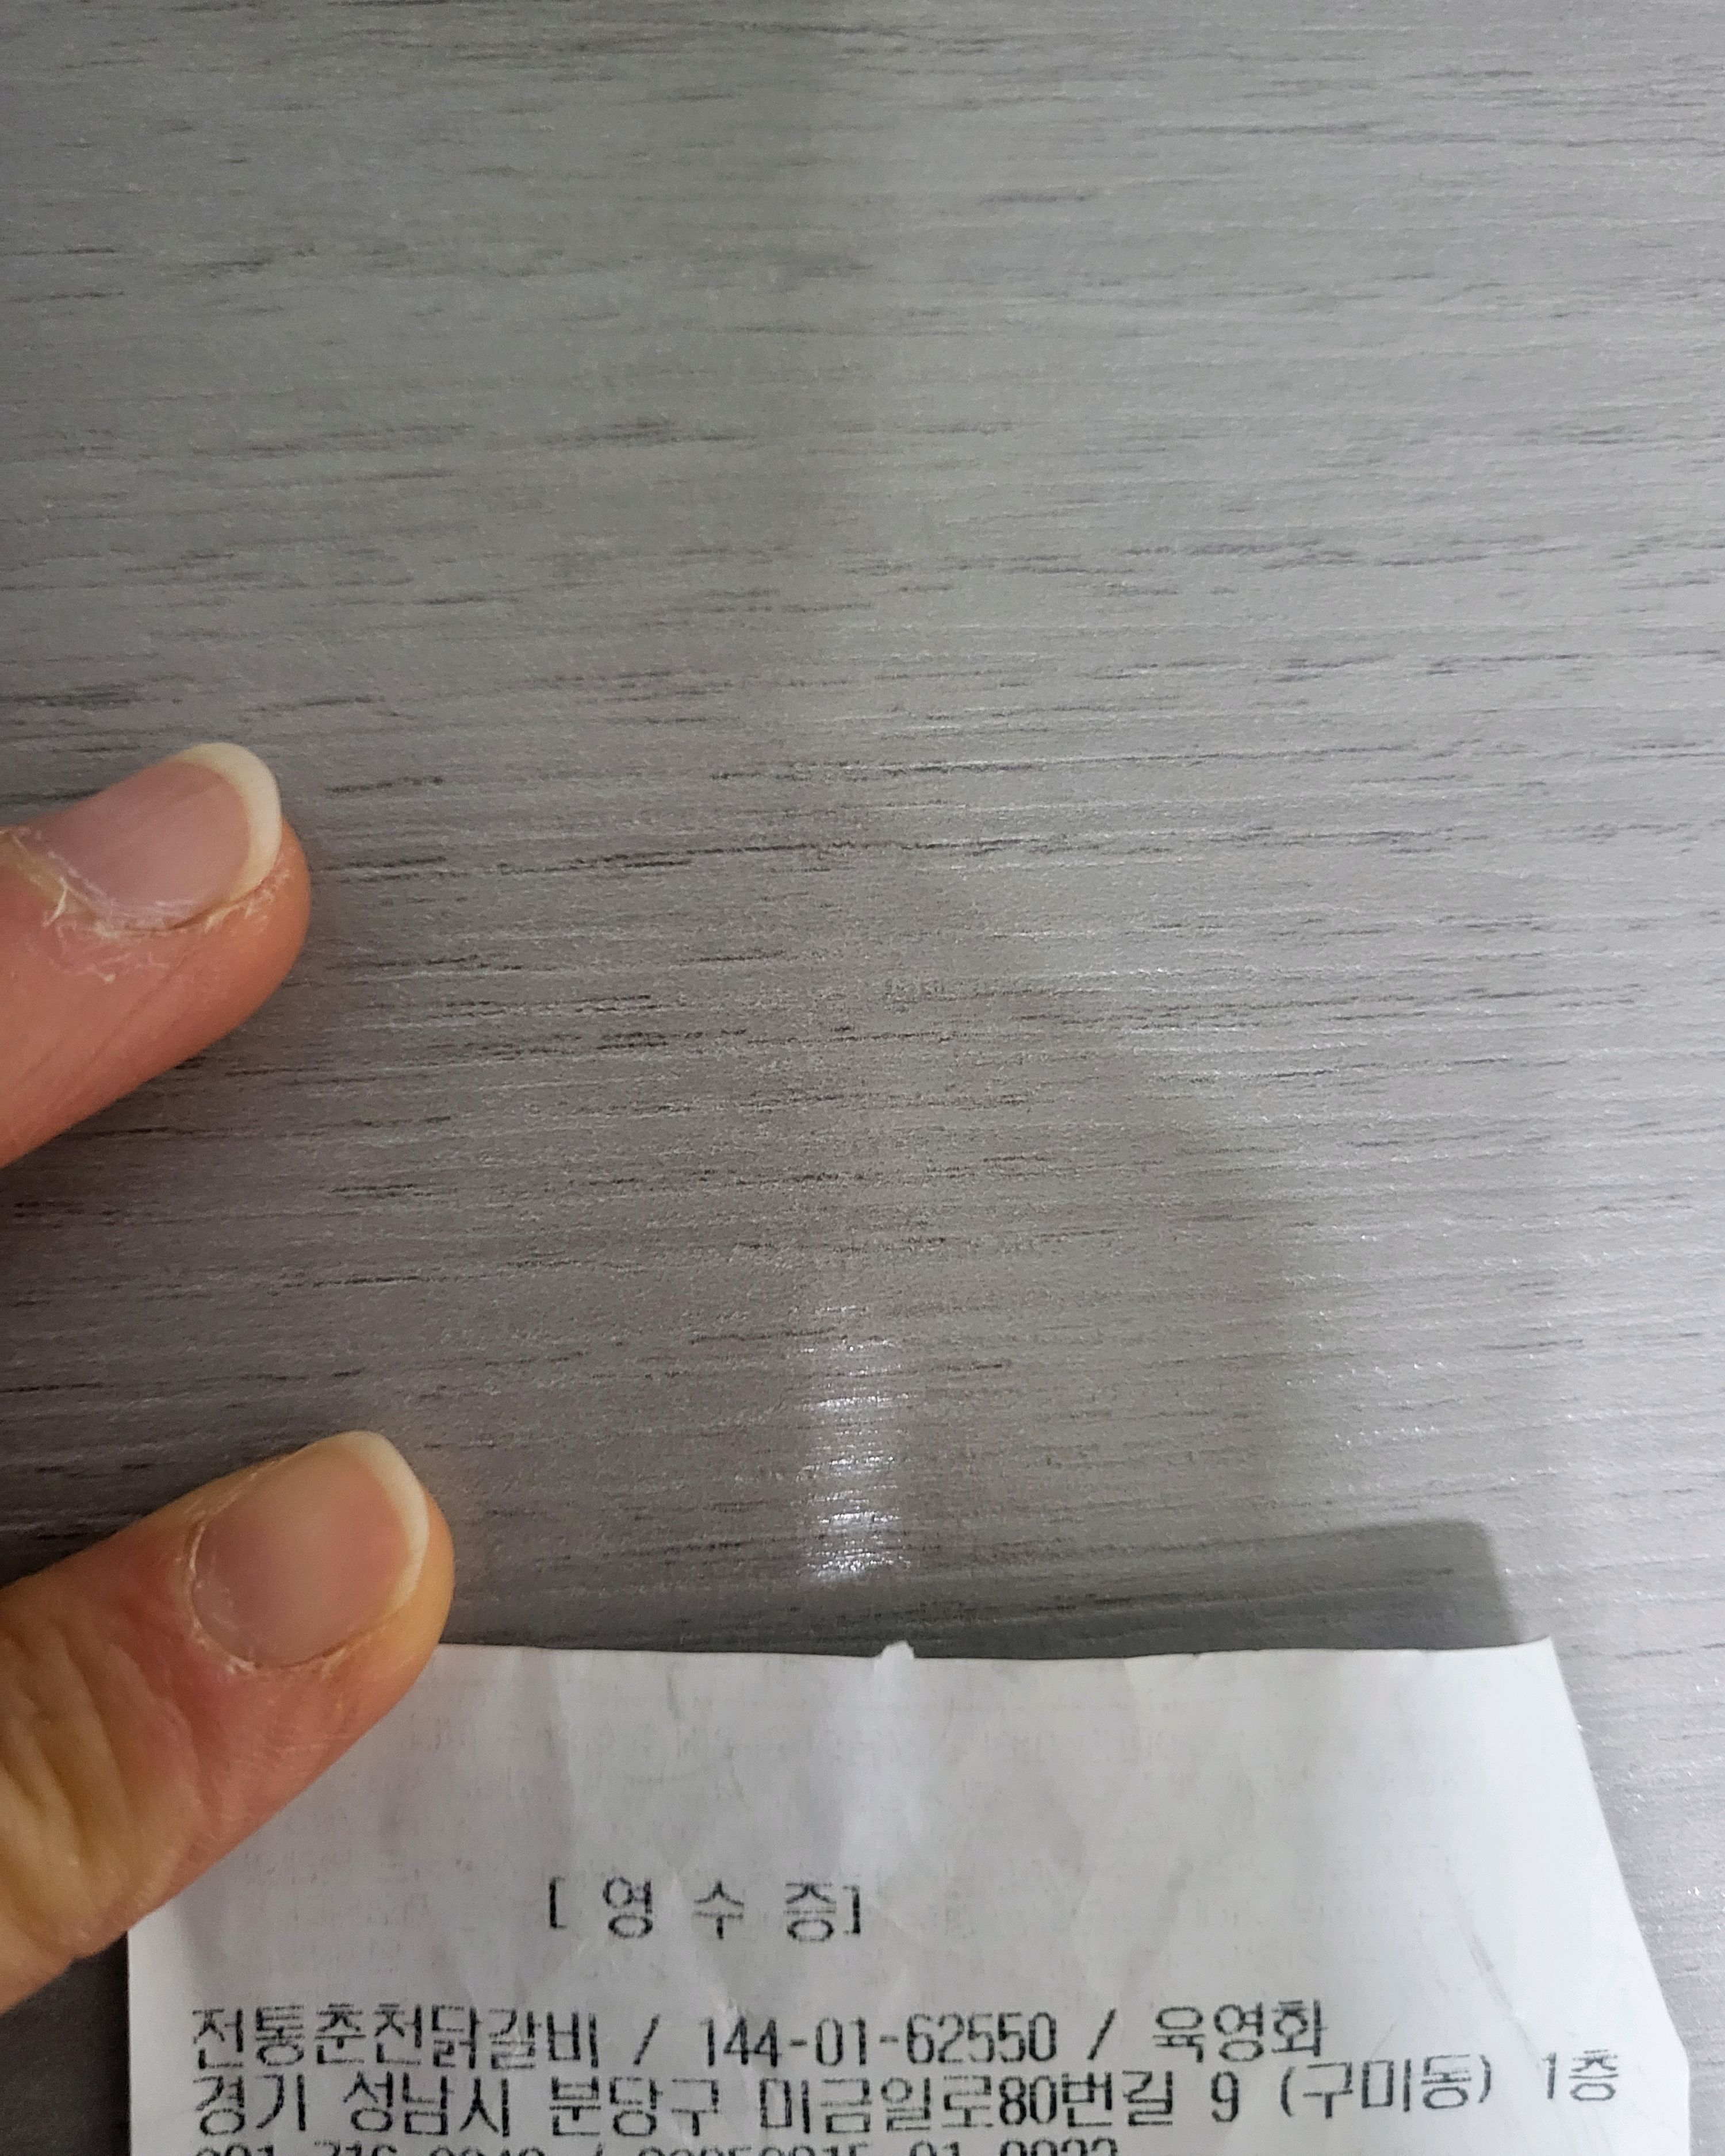 [ 영 수 증]
전통춘천닭갈비 / 144-01-62550 / 육영화
경기 성남시 분당구 미금일로80번길 9 (구미동) 1층